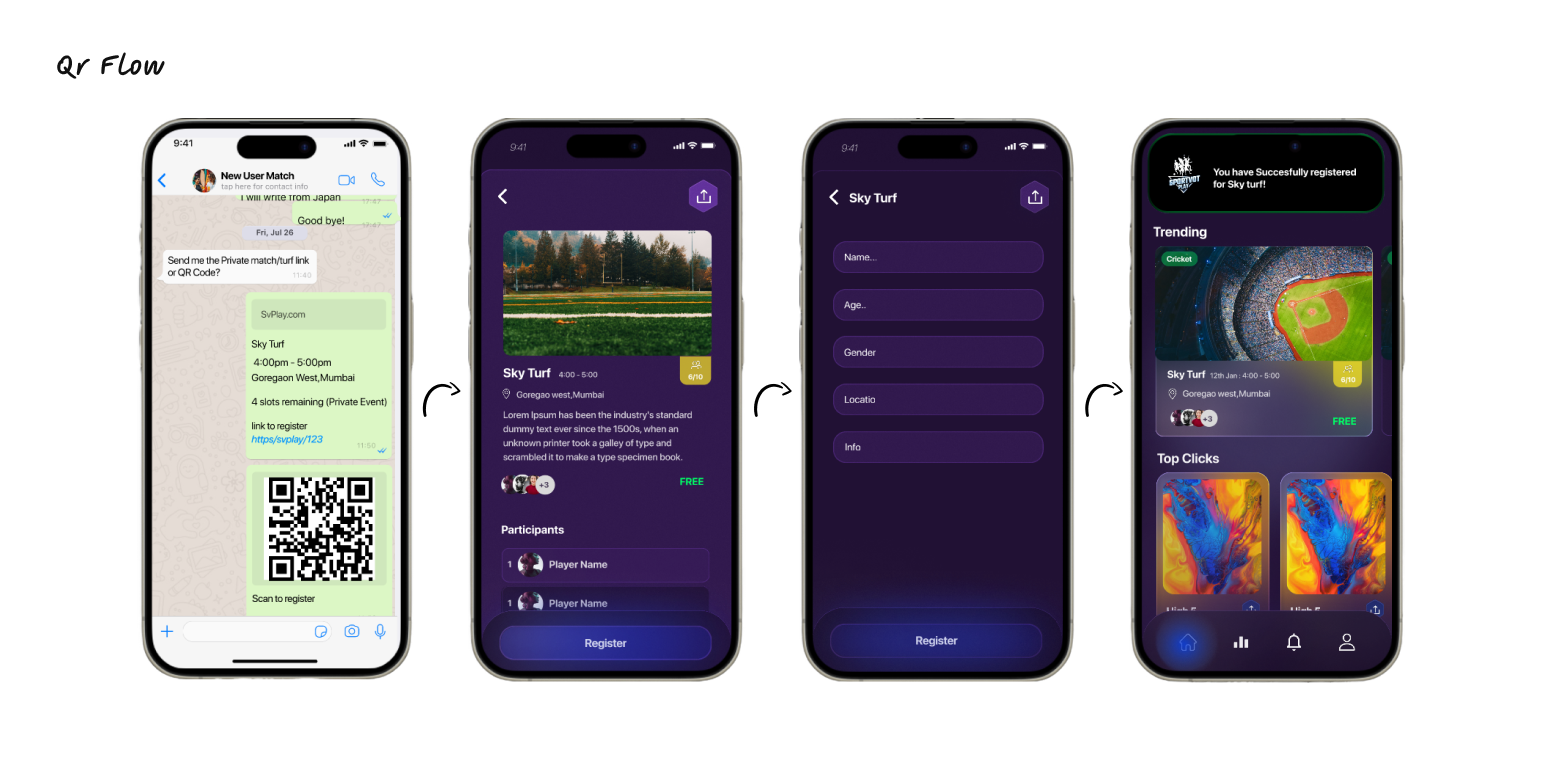 Qr Flow
9:41
New User Match
tap here for contact info
I will write from Japan
17:47
Good bye!
17:47
Fri, Jul 26
Send me the Private match/turf link
or QR Code?
11:40
SvPlay.com
Sky Turf
4:00pm - 5:00pm
Goregaon West,Mumbai
4 slots remaining (Private Event)
link to register
https/svplay/123
11:50
Scan to register
9:41
Sky Turf 4:00 - 5:00
6/10
Goregao west,Mumbai
Lorem Ipsum has been the industry's standard
dummy text ever since the 1500s, when an
unknown printer took a galley of type and
scrambled it to make a type specimen book.
+3
FREE
Participants
1 Player Name
1 Player Name
Register
9:41
Sky Turf
Name...
Age..
Gender
Locatio
Info
Register
SPORTVOT
PLAY
You have Succesfully registered
for Sky turf!
Trending
Cricket
Sky Turf 12th Jan : 4:00 - 5:00
6/10
Goregao west,Mumbai
+3
FREE
Top Clicks